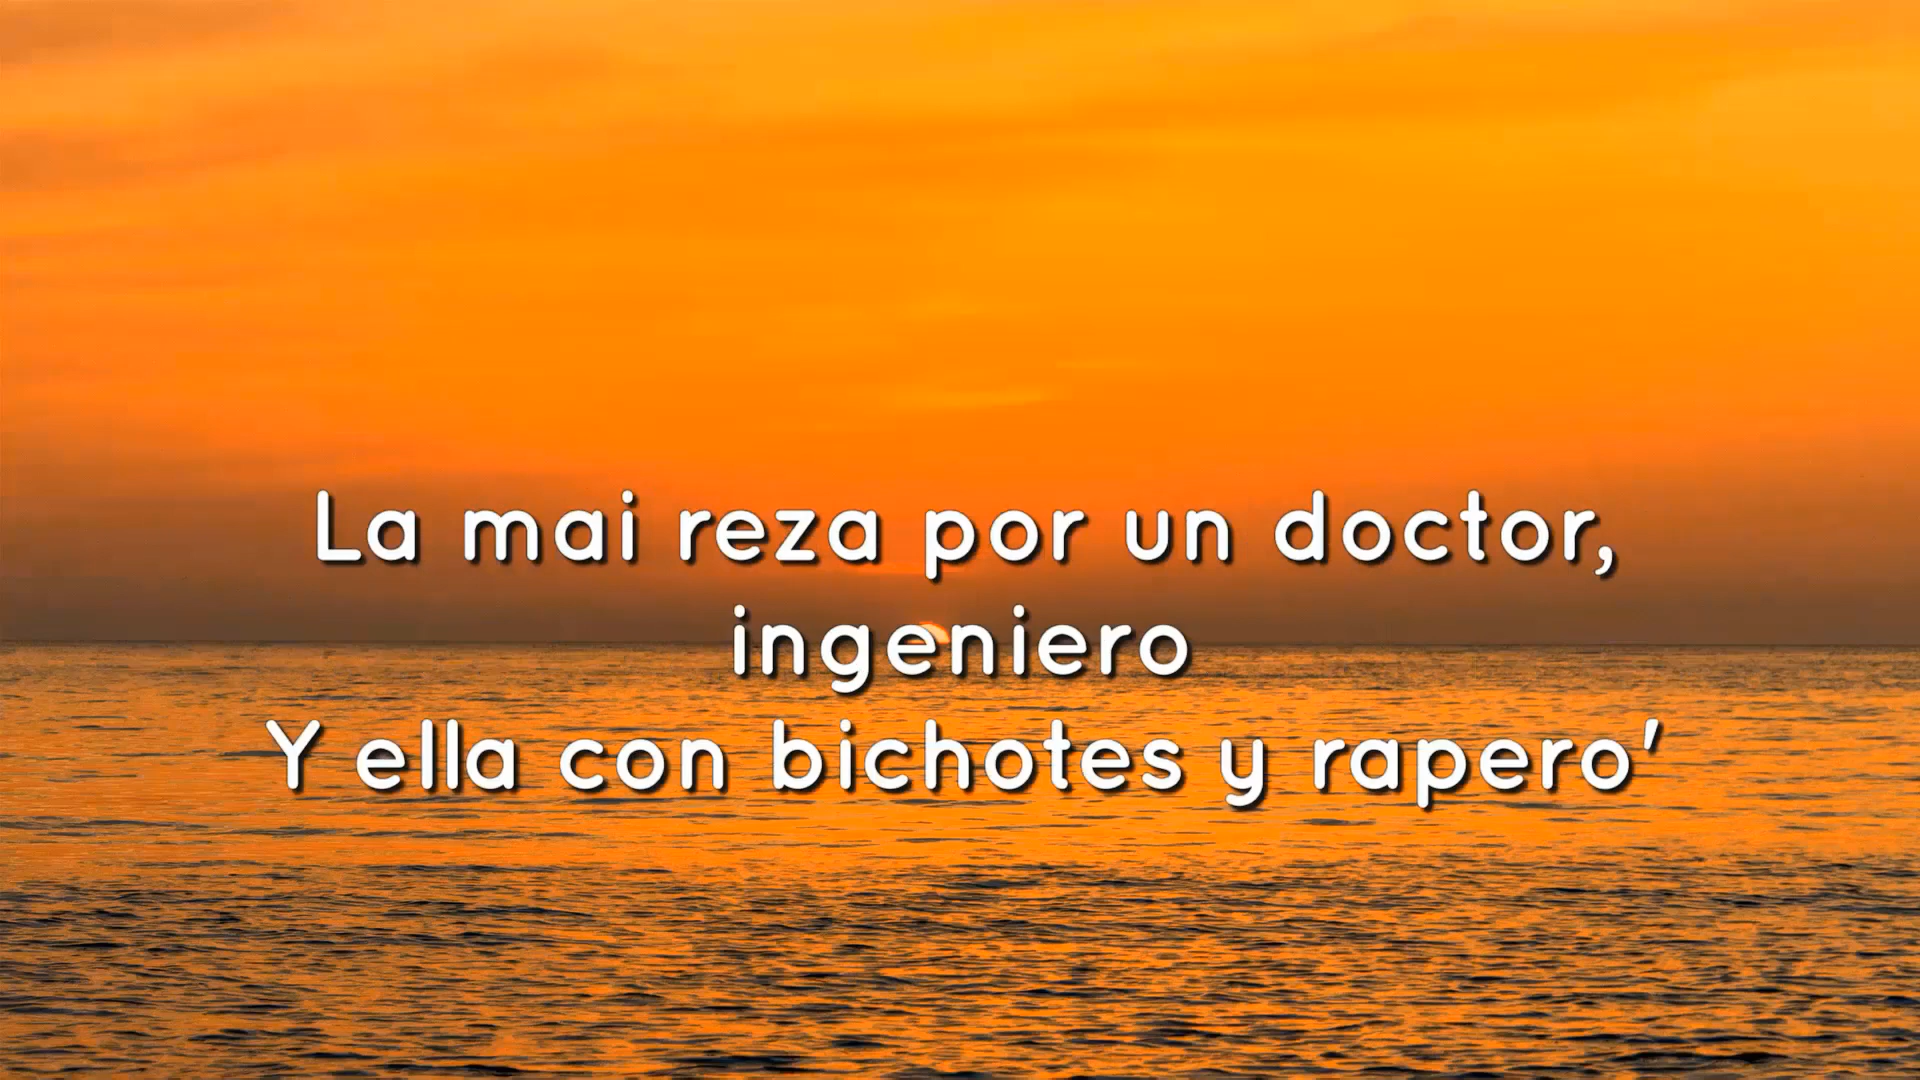 La mai reza por un doctor,
ingeniero
Y ella con bichotes y rapero'